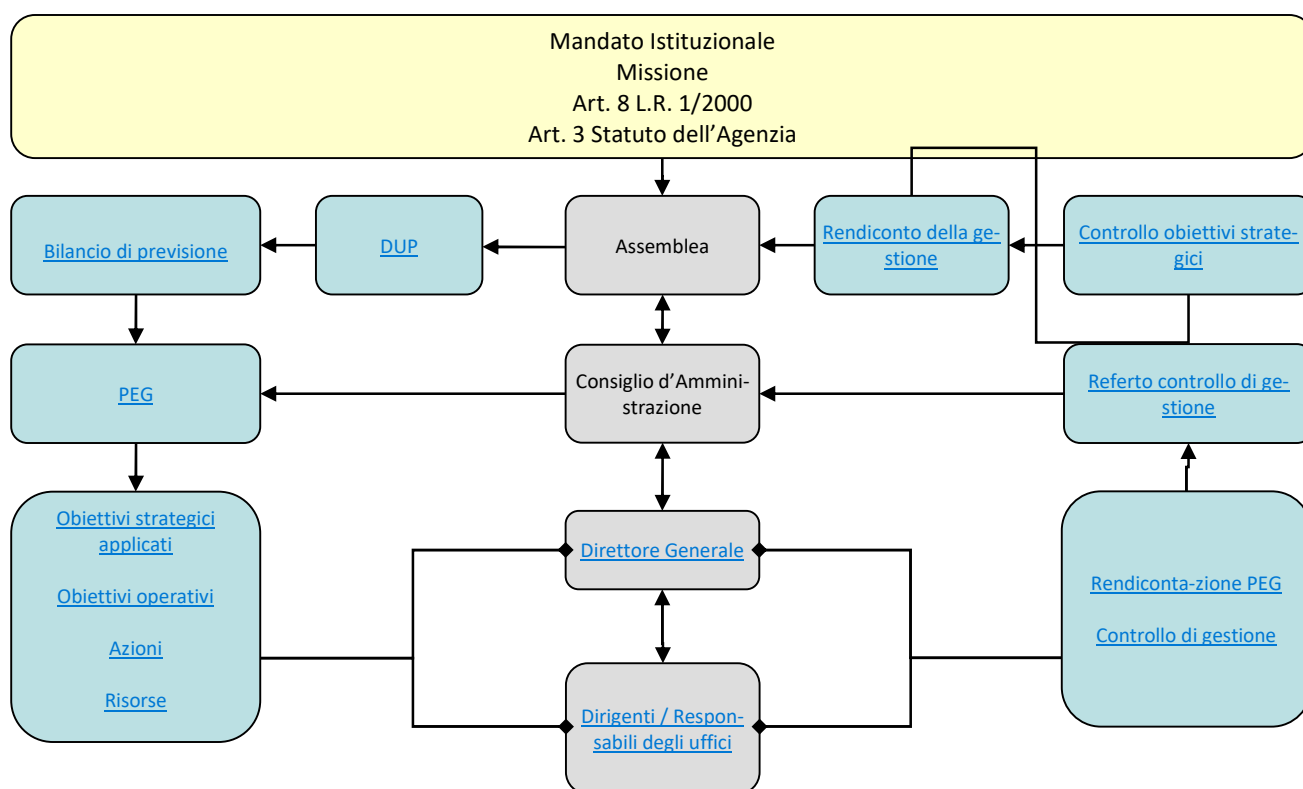 Mandato Istituzionale
Missione
Art. 8 L.R. 1/2000
Art. 3 Statuto dell’Agenzia
Bilancio di previsione
DUP
Assemblea
Rendiconto della ge-
stione
Controllo obiettivi strate-
gici
PEG
Consiglio d’Ammini-
strazione
Referto controllo di ge-
stione
Obiettivi strategici
applicati
Obiettivi operativi
Azioni
Risorse
Direttore Generale
Dirigenti / Respon-
sabili degli uffici
Rendiconta-zione PEG
Controllo di gestione